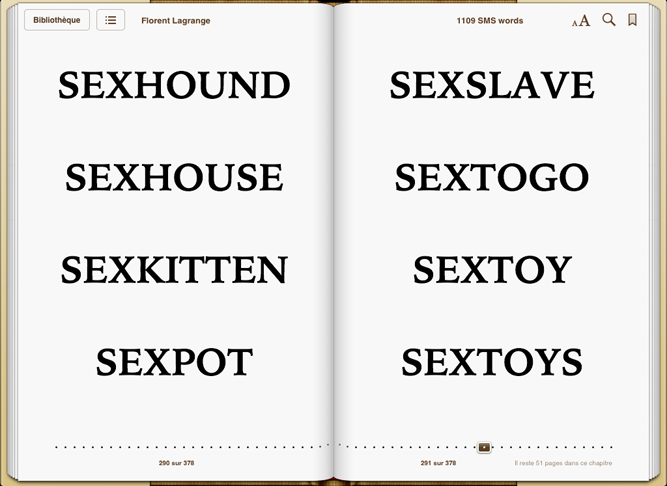 Bibliothèque
Florent Lagrange
1109 SMS words
AA
SEXHOUND
SEXHOUSE
SEXKITTEN
SEXPOT
290 sur 378
SEXSLAVE
SEXTOGO
SEXTOY
SEXTOYS
291 sur 378
Il reste 51 pages dans ce chapitre